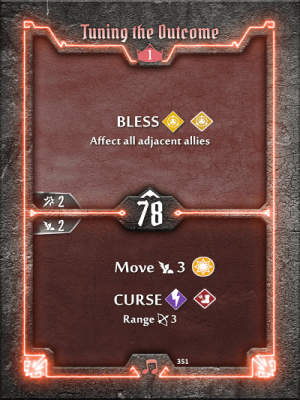 Tuning the Outcome
1
BLESS
Affect all adjacent allies
2
78
2
Move 3
CURSE
Range 3
351